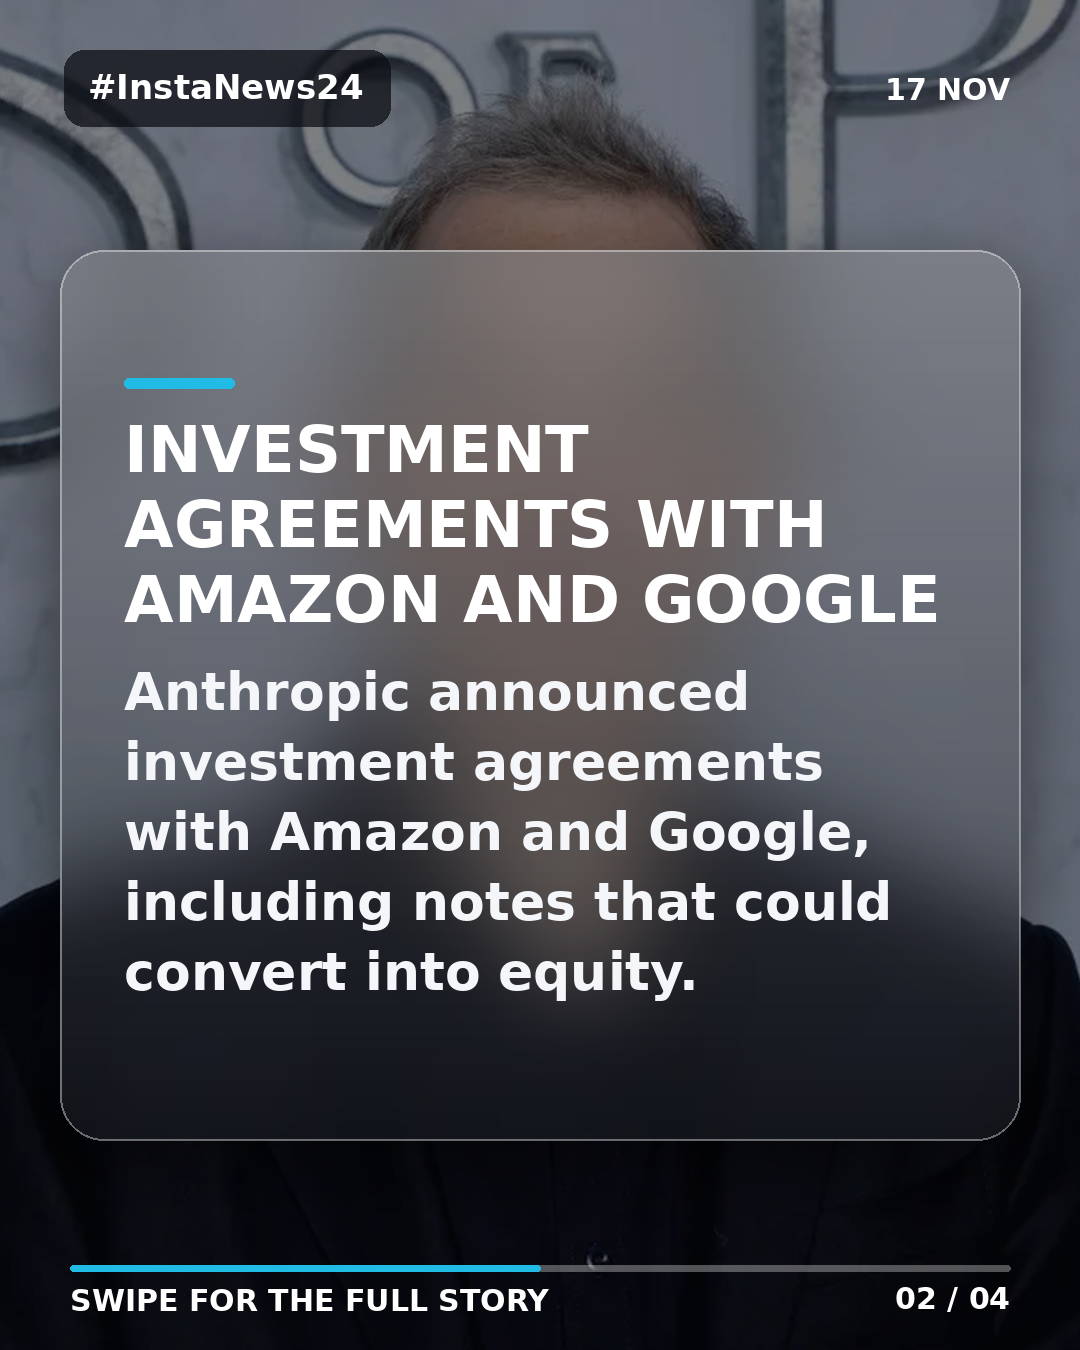 #InstaNews24
17 NOV
INVESTMENT
AGREEMENTS WITH
AMAZON AND GOOGLE
Anthropic announced
investment agreements
with Amazon and Google,
including notes that could
convert into equity.
SWIPE FOR THE FULL STORY
02 / 04